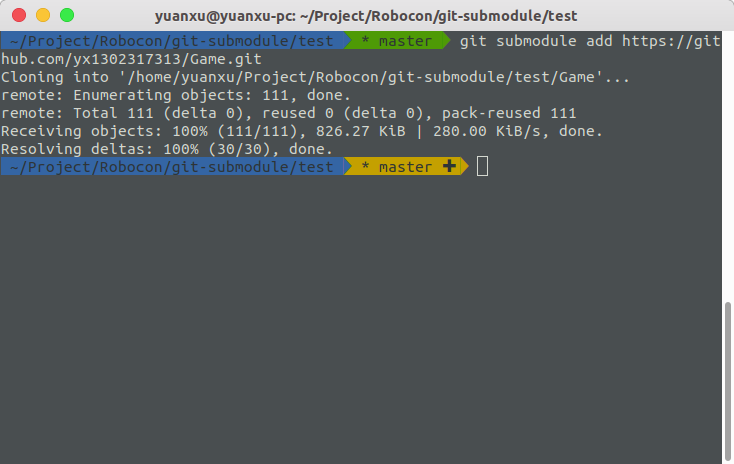 yuanxu@yuanxu-pc: ~/Project/Robocon/git-submodule/test
~/Project/Robocon/git-submodule/test * master git submodule add https://git
hub.com/yx1302317313/Game.git
Cloning into '/home/yuanxu/Project/Robocon/git-submodule/test/Game'...
remote: Enumerating objects: 111, done.
remote: Total 111 (delta 0), reused 0 (delta 0), pack-reused 111
Receiving objects: 100% (111/111), 826.27 KiB | 280.00 KiB/s, done.
Resolving deltas: 100% (30/30), done.
~/Project/Robocon/git-submodule/test * master ✚